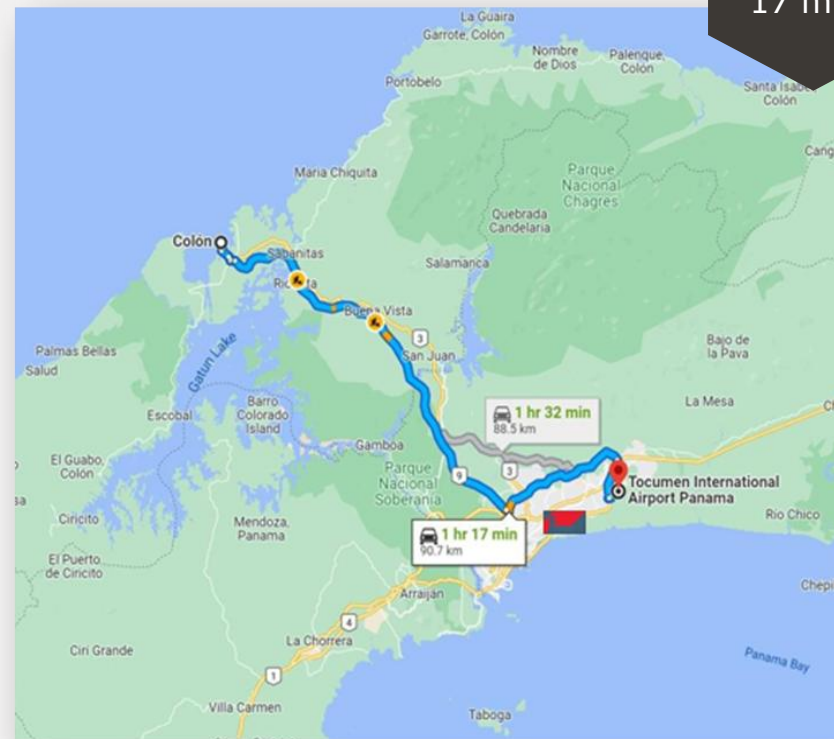 17 m
La Guaira
Garrote, Colón
Nombre
de Dios
Palenque,
Colón
Portobelo
Santa Isabel
Colón
Maria Chiquita
Parque
Nacional
Chagres
Cang
Quebrada
Candelaria
Colón
Sabanitas
Salamanca
Buena Vista
3
San Juan
Palmas Bellas
Salud
Gatun Lake
Bajo de
la Pava
Escobal
Barro
Colorado
Island
La Mesa
1 hr 32 min
88.5 km
Gamboa
El Guabo,
Colón
Parque
Nacional
Soberanía
9
3
Tocumen International
Airport Panama
Ciricito
Mendoza,
Panama
Rio Chico
1 hr 17 min
90.7 km
El Puerto
de Ciricito
Arraiján
Chepi
4
La Chorrera
Cirí Grande
1
Panama Bay
Villa Carmen
Taboga